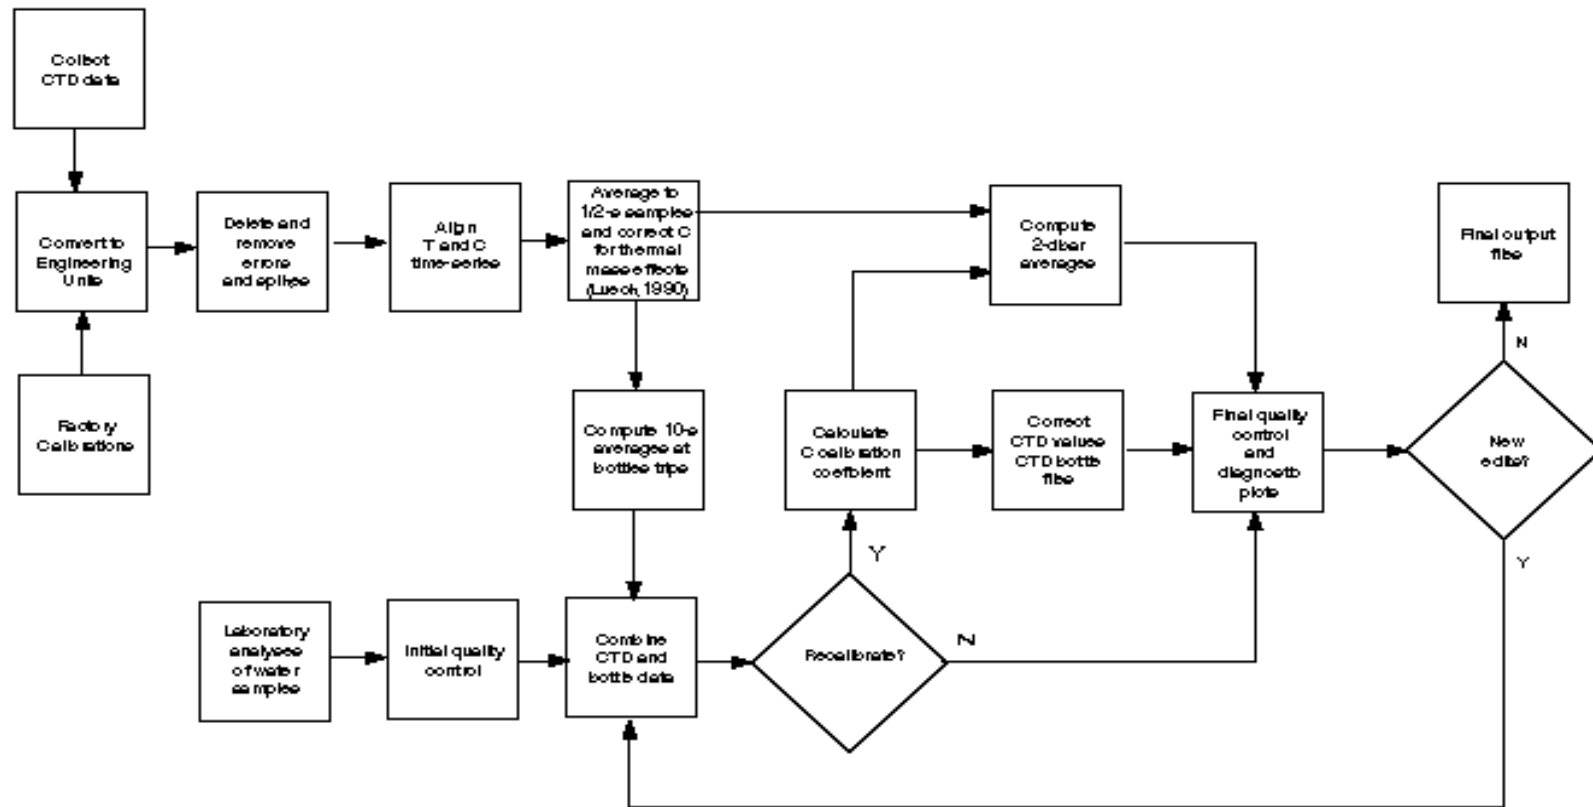 Collect
CTD data
Convert to
Engineering
Units
Factory
Calibrations
Delete and
remove
errors
and spikes
Align
T and C
time-series
Average to
1/2-s samples
and correct C
for thermal
mass effects
(Lueck, 1990)
Compute 10-s
averages at
bottles trips
Laboratory
analyses
of water
samples
Initial quality
control
Combine
CTD and
bottle data
Recalibrate?
Y
N
Calculate
C calibration
coefficient
Compute
2-dbar
averages
Correct
CTD values
CTD bottle
files
Final quality
control
and
diagnostic
plots
New
edits?
N
Y
Final output
files